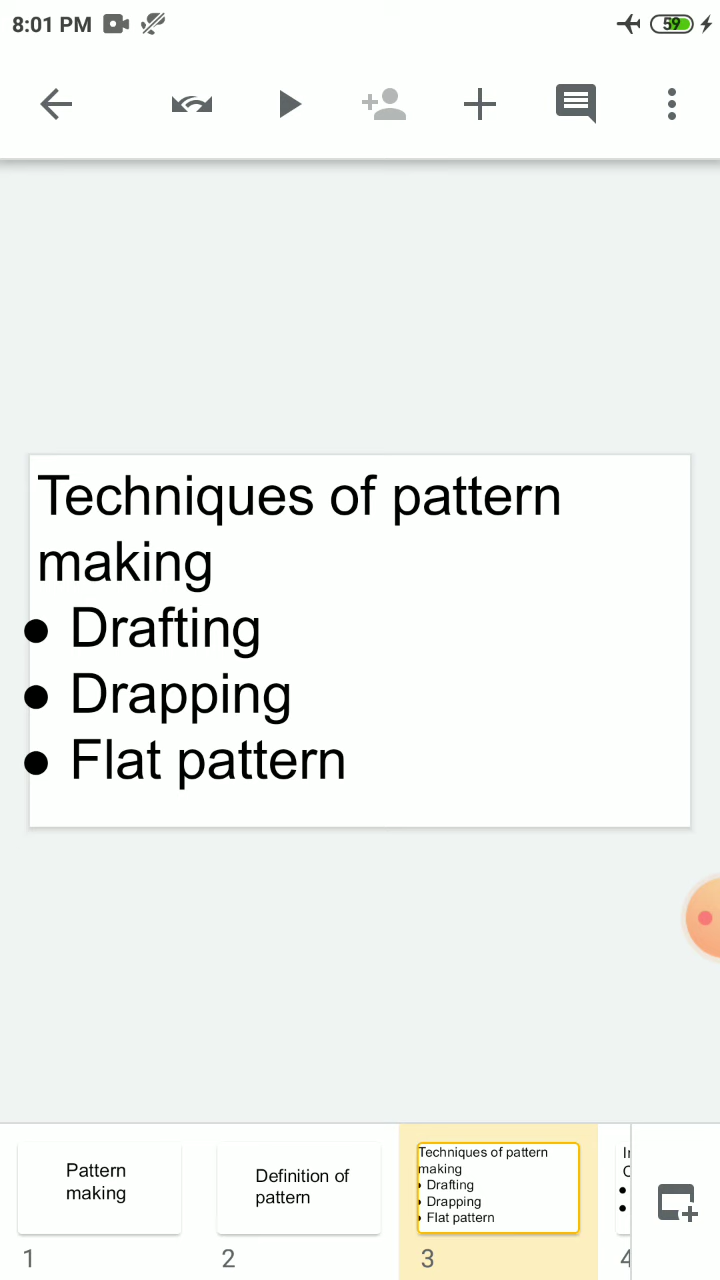 8:01 PM
59
Techniques of pattern
making
● Drafting
● Drapping
● Flat pattern
Pattern
making
1
Definition of
pattern
2
Techniques of pattern
making
• Drafting
• Drapping
• Flat pattern
3
4